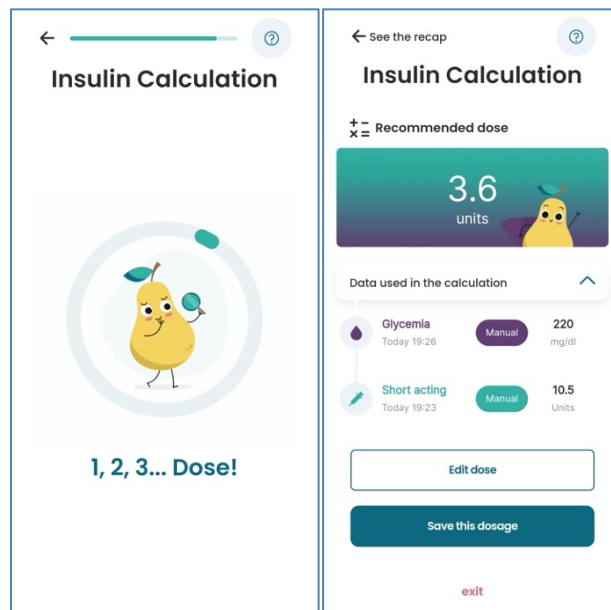 Insulin Calculation
1, 2, 3... Dose!
See the recap
Insulin Calculation
Recommended dose
3.6
units
Data used in the calculation
Glycemia Manual 220
Today 19:26 mg/dl
Short acting Manual 10.5
Today 19:23 Units
Edit dose
Save this dosage
exit